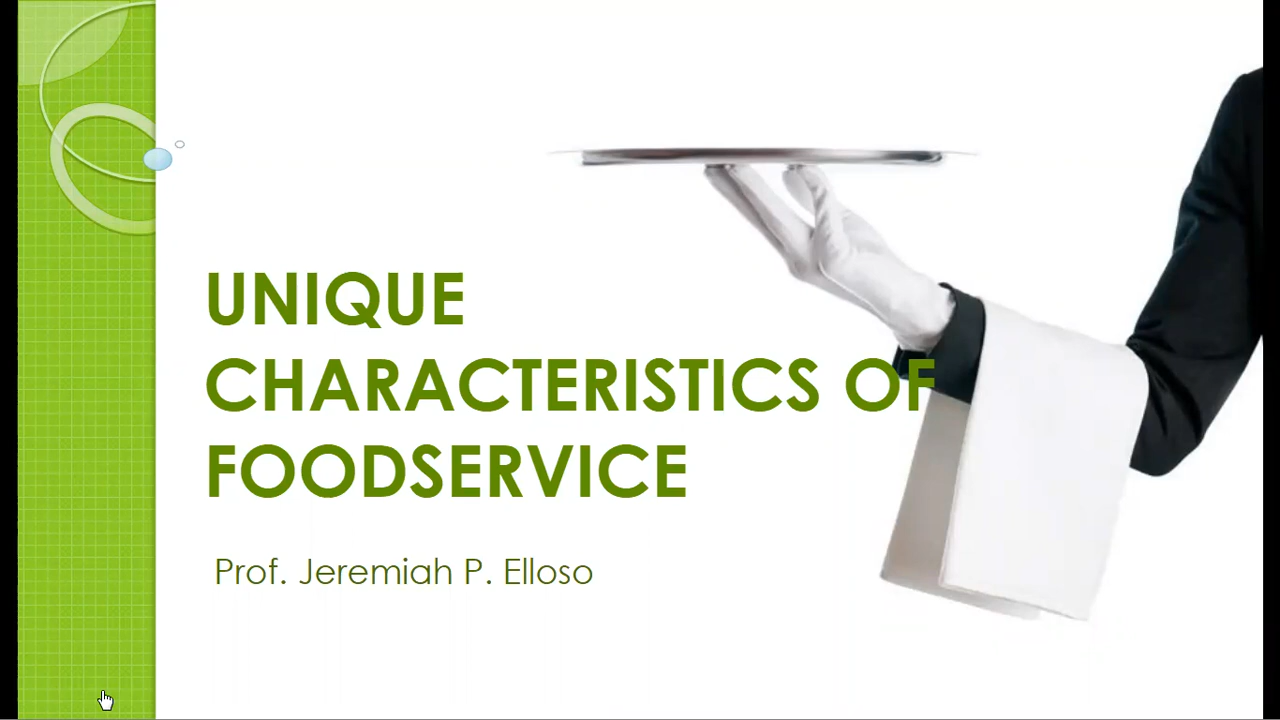 UNIQUE
CHARACTERISTICS OF
FOODSERVICE
Prof. Jeremiah P. Elloso